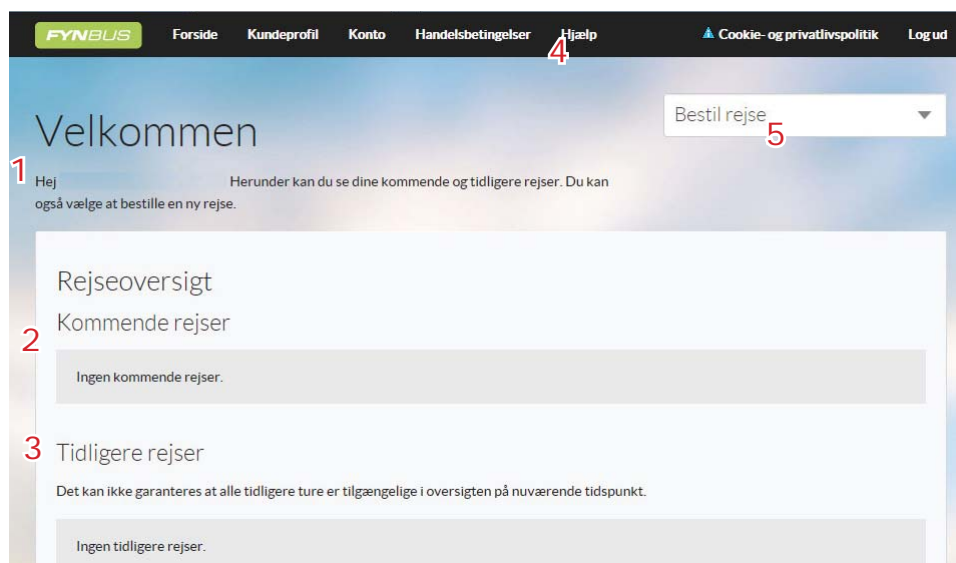 FYNBUS Forside Kundeprofil Konto Handelsbetingelser Hjælp Cookie- og privatlivspolitik Log ud
4
Bestil rejse
5
Velkommen
1
Hej Herunder kan du se dine kommende og tidligere rejser. Du kan
også vælge at bestille en ny rejse.
Rejseoversigt
Kommende rejser
2
Ingen kommende rejser.
3
Tidligere rejser
Det kan ikke garanteres at alle tidligere ture er tilgængelige i oversigten på nuværende tidspunkt.
Ingen tidligere rejser.